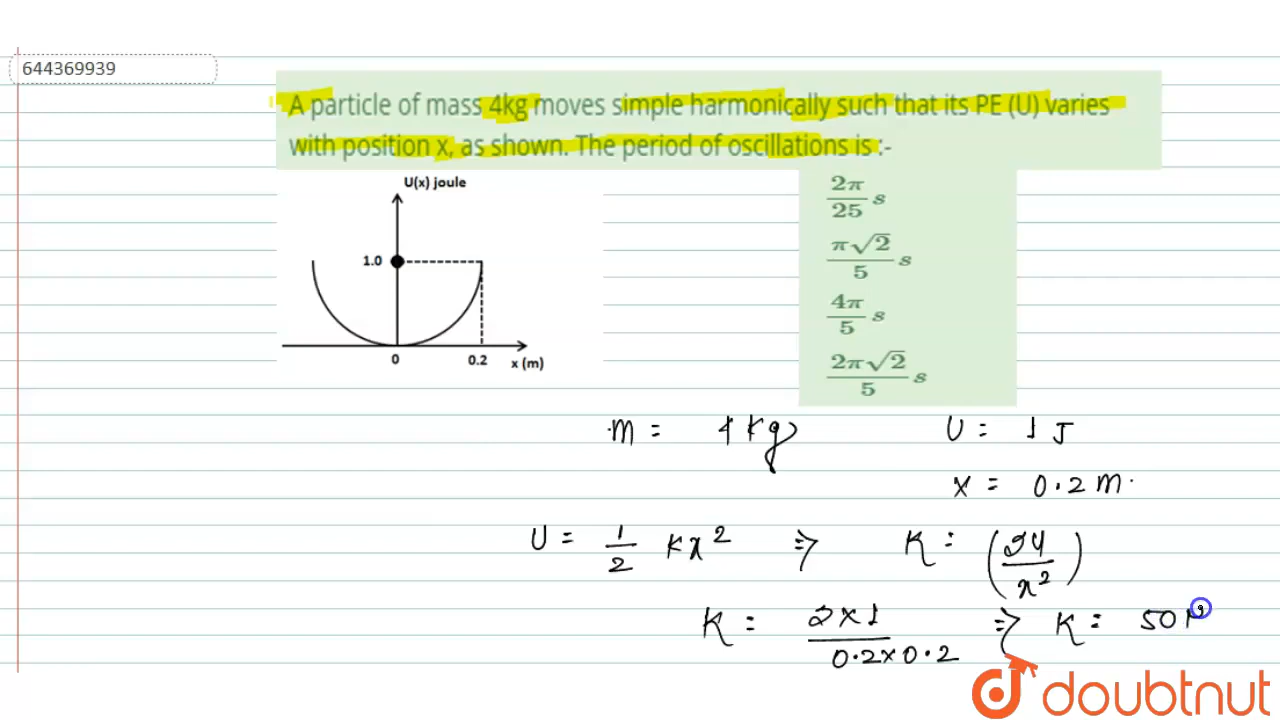 644369939
A particle of mass 4kg moves simple harmonically such that its PE (U) varies
with position x, as shown. The period of oscillations is :-
U(x) joule
1.0
0
0.2
x (m)
2π/25 s
π√2/5 s
4π/5 s
2π√2/5 s
m = 4 kg
U = 1 J
x = 0.2 m.
U = 1/2 kx² ⇒ K = (2U/x²)
K = 2×1/0.2×0.2 ⇒ K = 50
doubtnut